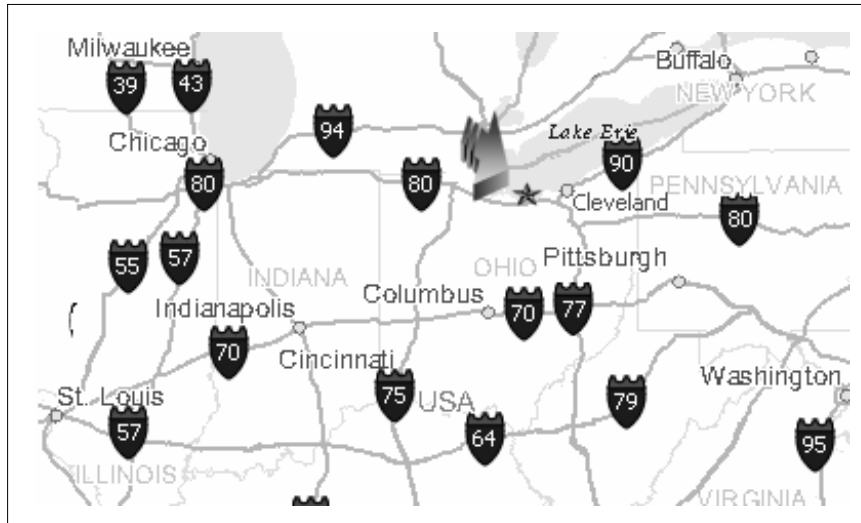 Milwaukee
Buffalo
39
43
NEW YORK
94
Lake Erie
Chicago
90
80
80
PENNSYLVANIA
Cleveland
80
55
57
INDIANA
OHIO
Pittsburgh
Indianapolis
Columbus
70
77
70
Cincinnati
Washington
St. Louis
75
USA
79
57
64
95
ILLINOIS
VIRGINIA